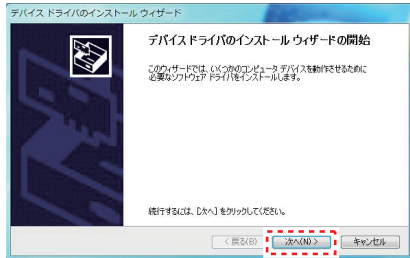 デバイス ドライバのインストール ウィザード
デバイス ドライバのインストール ウィザードの開始
このウィザードでは、いくつかのコンピュータ デバイスを動作させるために
必要なソフトウェア ドライバをインストールします。
続行するには、[次へ] をクリックしてください。
< 戻る(B)
次へ(N) >
キャンセル